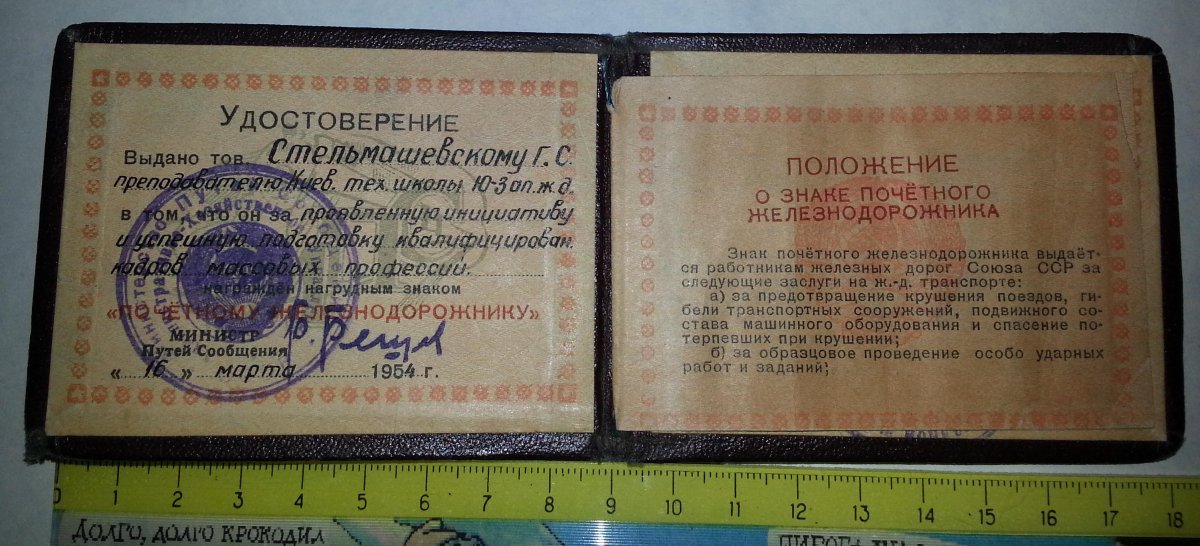 УДОСТОВЕРЕНИЕ
Выдано тов. Стельмашевскому Г. С.
преподавателю Киев. тех. школы Ю-Зап. ж. д.
в том, что он за проявленную инициативу
и успешную подготовку квалифицирован.
кадров массовых профессий.
награждён нагрудным знаком
«ПОЧЁТНОМУ ЖЕЛЕЗНОДОРОЖНИКУ»
МИНИСТР
Путей Сообщения
« 16 » марта 1954 г.
ПОЛОЖЕНИЕ
О ЗНАКЕ ПОЧЁТНОГО
ЖЕЛЕЗНОДОРОЖНИКА
Знак почётного железнодорожника выдаёт-
ся работникам железных дорог Союза ССР за
следующие заслуги на ж.-д. транспорте:
а) за предотвращение крушения поездов, ги-
бели транспортных сооружений, подвижного со-
става машинного оборудования и спасение по-
терпевших при крушении;
б) за образцовое проведение особо ударных
работ и заданий;
0 1 2 3 4 5 6 7 8 9 10 11 12 13 14 15 16 17 18
ДОЛГО, ДОЛГО КРОКОДИЛ